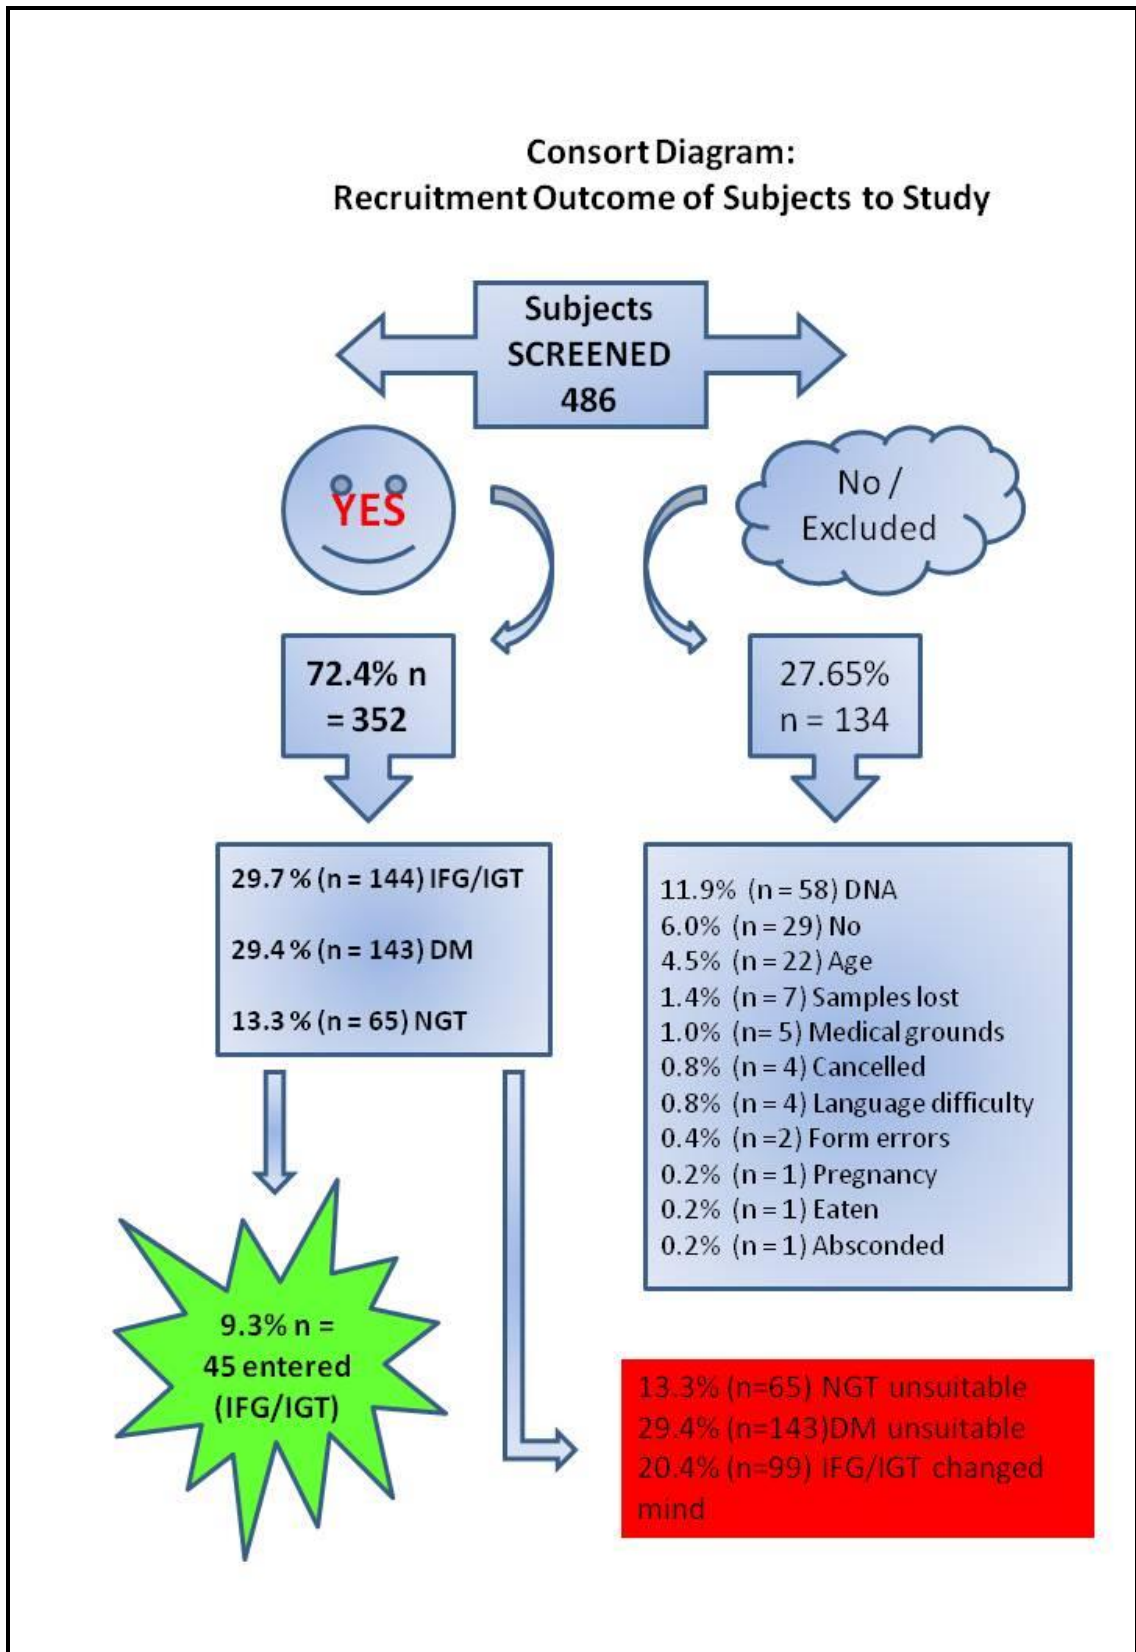 Consort Diagram:
Recruitment Outcome of Subjects to Study
Subjects
SCREENED
486
YES
No /
Excluded
72.4% n
= 352
27.65%
n = 134
29.7 % (n = 144) IFG/IGT
29.4 % (n = 143) DM
13.3 % (n = 65) NGT
11.9% (n = 58) DNA
6.0% (n = 29) No
4.5% (n = 22) Age
1.4% (n = 7) Samples lost
1.0% (n= 5) Medical grounds
0.8% (n = 4) Cancelled
0.8% (n = 4) Language difficulty
0.4% (n =2) Form errors
0.2% (n = 1) Pregnancy
0.2% (n = 1) Eaten
0.2% (n = 1) Absconded
9.3% n =
45 entered
(IFG/IGT)
13.3% (n=65) NGT unsuitable
29.4% (n=143)DM unsuitable
20.4% (n=99) IFG/IGT changed
mind